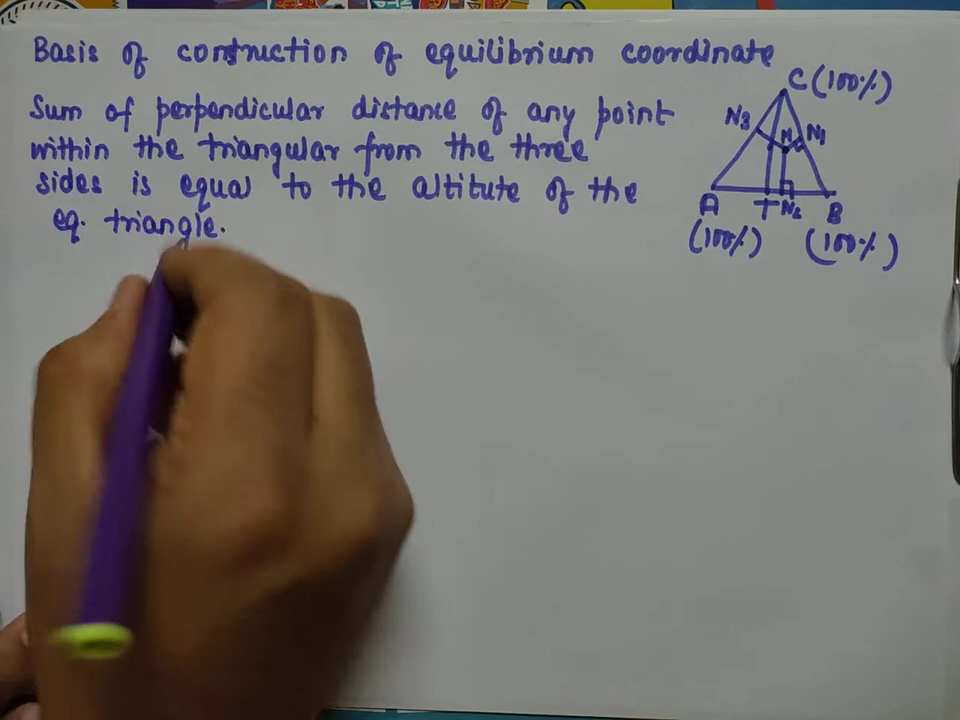 Basis of construction of equilibrium coordinate
Sum of perpendicular distance of any point
within the triangular from the three
sides is equal to the altitute of the
eq. triangle.
C (100%)
N3
N
N1
A
T
N2
B
(100%)
(100%)